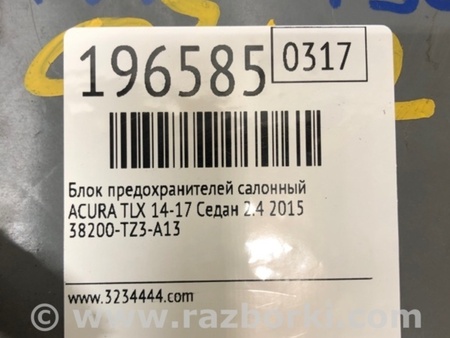 196585 0317
Блок предохранителей салонный
ACURA TLX 14-17 Седан 2.4 2015
38200-TZ3-A13
www.3234444.com
© www.razborki.com